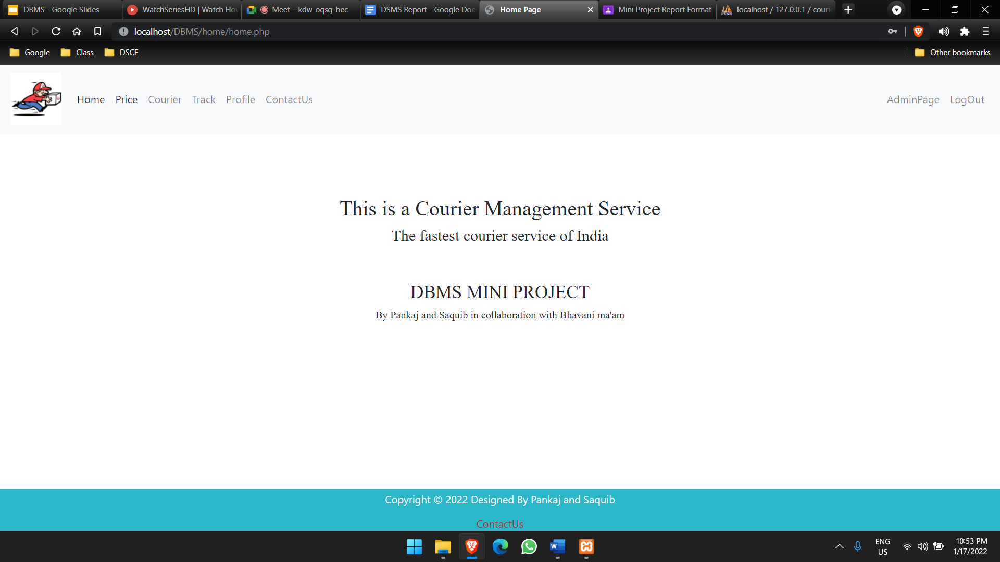 DBMS - Google Slides
WatchSeriesHD | Watch Ho
Meet – kdw-oqsg-bec
DSMS Report - Google Doc
Home Page
Mini Project Report Format
localhost / 127.0.0.1 / couri
localhost/DBMS/home/home.php
Google Class DSCE Other bookmarks
Home Price Courier Track Profile ContactUs AdminPage LogOut
This is a Courier Management Service
The fastest courier service of India
DBMS MINI PROJECT
By Pankaj and Saquib in collaboration with Bhavani ma'am
Copyright © 2022 Designed By Pankaj and Saquib
ContactUs
ENG
US
10:53 PM
1/17/2022